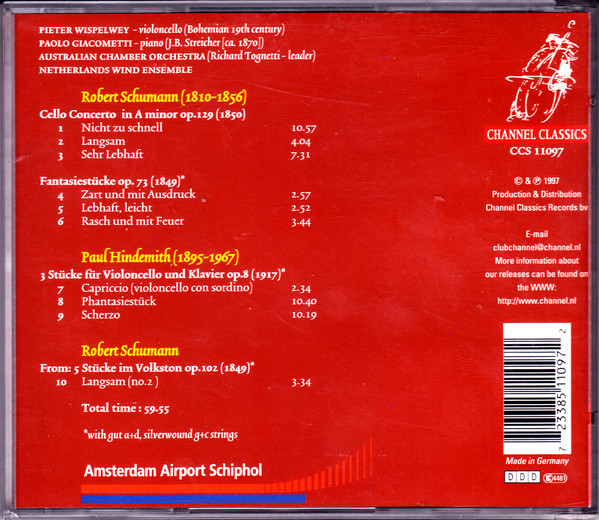 PIETER WISPELWEY – violoncello (Bohemian 19th century)
PAOLO GIACOMETTI – piano (J.B. Streicher [ca. 1870])
AUSTRALIAN CHAMBER ORCHESTRA (Richard Tognetti – leader)
NETHERLANDS WIND ENSEMBLE
Robert Schumann (1810-1856)
Cello Concerto in A minor op.129 (1850)
1 Nicht zu schnell 10.57
2 Langsam 4.04
3 Sehr Lebhaft 7.31
Fantasiestücke op. 73 (1849)*
4 Zart und mit Ausdruck 2.57
5 Lebhaft, leicht 2.52
6 Rasch und mit Feuer 3.44
Paul Hindemith (1895-1967)
3 Stücke für Violoncello und Klavier op.8 (1917)*
7 Capriccio (violoncello con sordino) 2.34
8 Phantasiestück 10.40
9 Scherzo 10.19
Robert Schumann
From: 5 Stücke im Volkston op.102 (1849)*
10 Langsam (no.2 ) 3.34
Total time : 59.55
*with gut a+d, silverwound g+c strings
Amsterdam Airport Schiphol
CHANNEL CLASSICS
CCS 11097
© & ℗ 1997
Production & Distribution
Channel Classics Records bv
E-mail
clubchannel@channel.nl
More information about
our releases can be found on
the WWW:
http://www.channel.nl
7 23385 11097 2
Made in Germany
DDD
4481